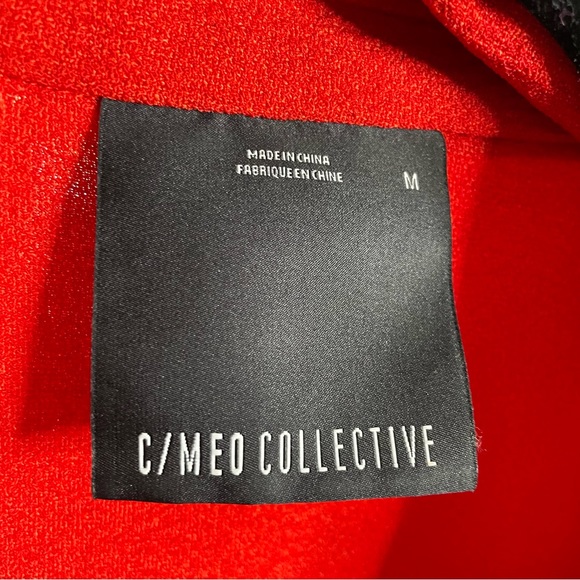 MADE IN CHINA
FABRIQUE EN CHINE
M
C/MEO COLLECTIVE